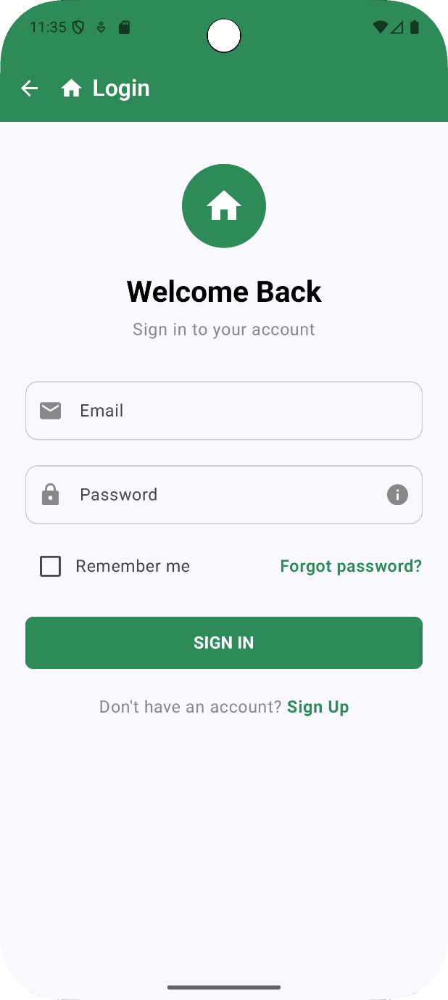 11:35
Login
Welcome Back
Sign in to your account
Email
Password
Remember me
Forgot password?
SIGN IN
Don't have an account? Sign Up